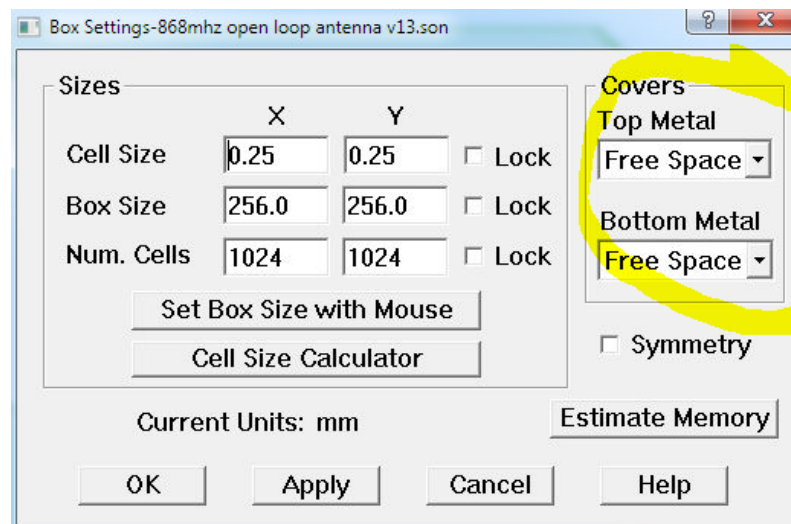 Box Settings-868mhz open loop antenna v13.son
Sizes
X Y
Cell Size 0.25 0.25 Lock
Box Size 256.0 256.0 Lock
Num. Cells 1024 1024 Lock
Set Box Size with Mouse
Cell Size Calculator
Covers
Top Metal
Free Space
Bottom Metal
Free Space
Symmetry
Current Units: mm
Estimate Memory
OK Apply Cancel Help